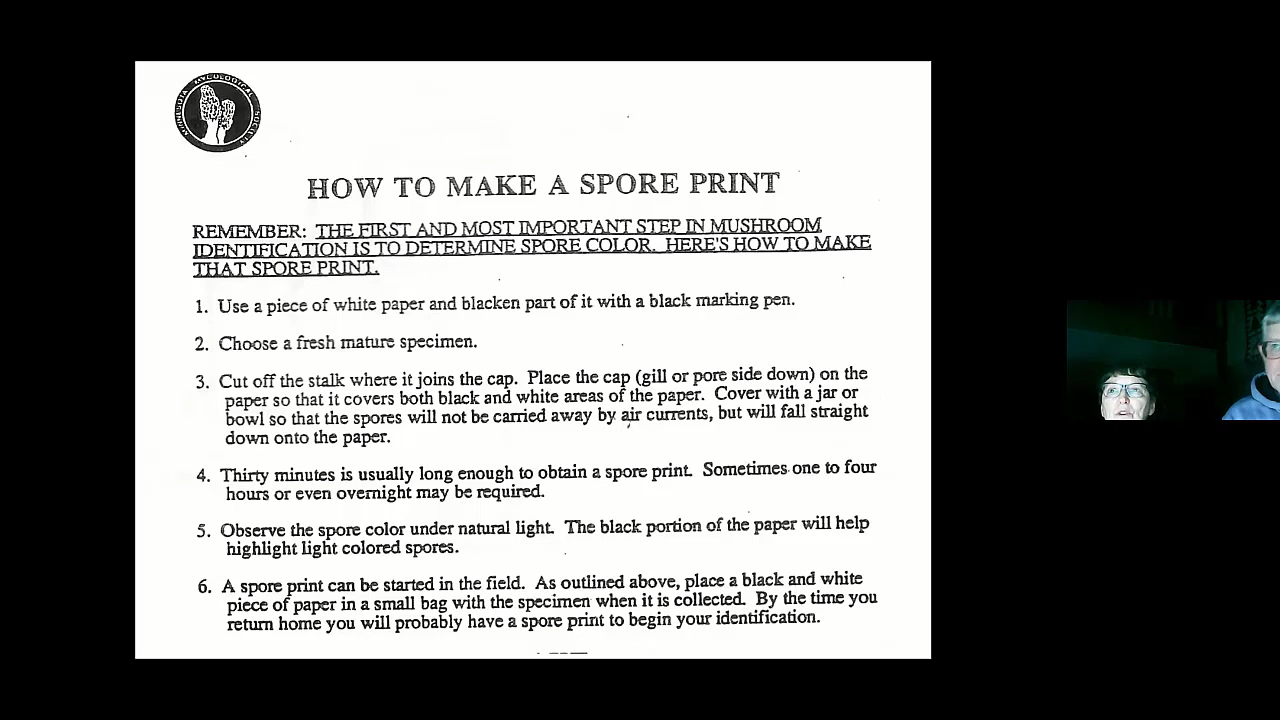 MINNESOTA MYCOLOGICAL SOCIETY
HOW TO MAKE A SPORE PRINT
REMEMBER: THE FIRST AND MOST IMPORTANT STEP IN MUSHROOM
IDENTIFICATION IS TO DETERMINE SPORE COLOR. HERE'S HOW TO MAKE
THAT SPORE PRINT.
1. Use a piece of white paper and blacken part of it with a black marking pen.
2. Choose a fresh mature specimen.
3. Cut off the stalk where it joins the cap. Place the cap (gill or pore side down) on the
paper so that it covers both black and white areas of the paper. Cover with a jar or
bowl so that the spores will not be carried away by air currents, but will fall straight
down onto the paper.
4. Thirty minutes is usually long enough to obtain a spore print. Sometimes one to four
hours or even overnight may be required.
5. Observe the spore color under natural light. The black portion of the paper will help
highlight light colored spores.
6. A spore print can be started in the field. As outlined above, place a black and white
piece of paper in a small bag with the specimen when it is collected. By the time you
return home you will probably have a spore print to begin your identification.